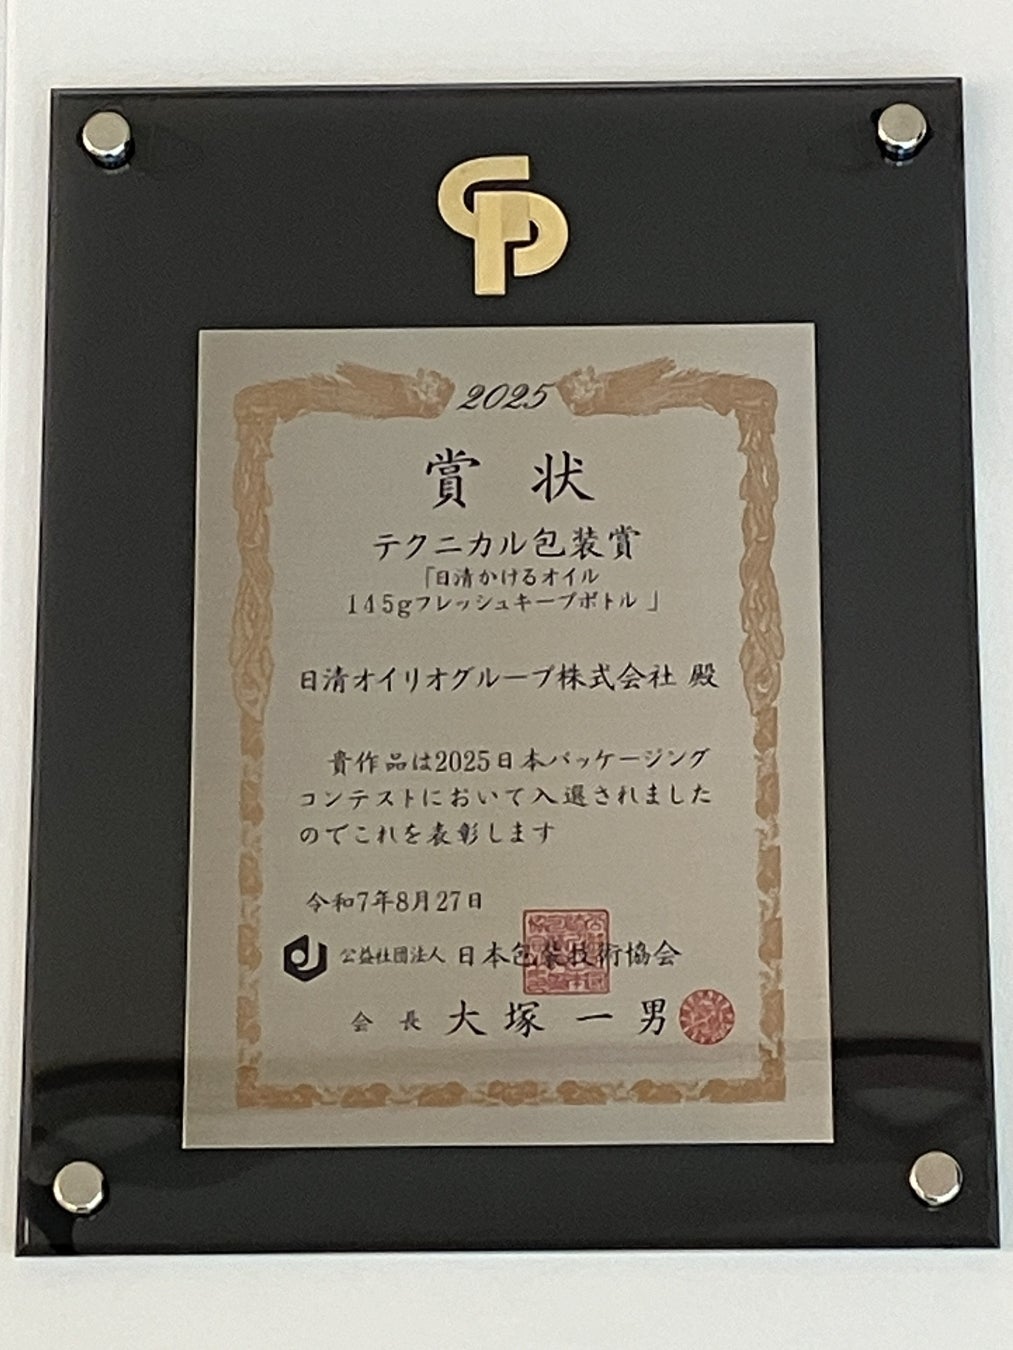 2025
賞 状
テクニカル包装賞
「日清かけるオイル
145gフレッシュキープボトル」
日清オイリオグループ株式会社 殿
貴作品は2025日本パッケージング
コンテストにおいて入選されました
のでこれを表彰します
令和7年8月27日
公益社団法人 日本包装技術協会
会 長 大 塚 一 男